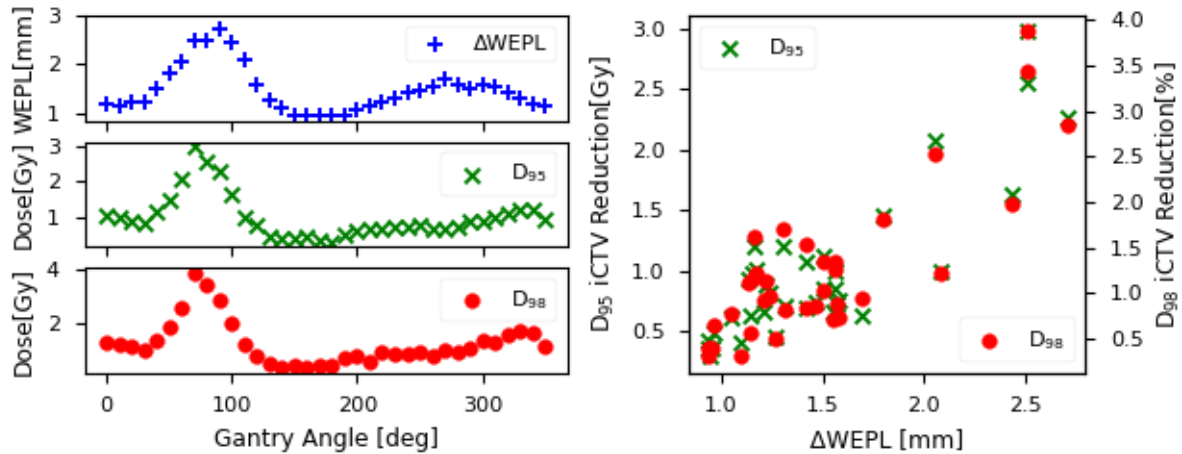 WEPL[mm]
3
2
1
ΔWEPL
Dose[Gy]
3
2
1
D₉₅
Dose[Gy]
4
2
D₉₈
0 100 200 300
Gantry Angle [deg]
D₉₅ iCTV Reduction[Gy]
3.0
2.5
2.0
1.5
1.0
0.5
D₉₅
D₉₈
1.0 1.5 2.0 2.5
ΔWEPL [mm]
4.0
3.5
3.0
2.5
2.0
1.5
1.0
0.5
D₉₈ iCTV Reduction[%]